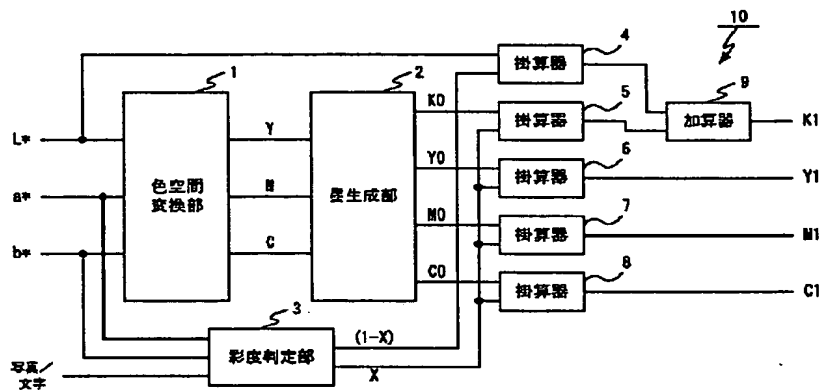 10
4
掛算器
1
2
5
9
K0
掛算器
加算器
K1
L*
Y
6
Y0
掛算器
Y1
a*
色空間
変換部
M
墨生成部
7
M0
掛算器
M1
b*
C
8
C0
掛算器
C1
3
(1-X)
彩度判定部
X
写真/
文字